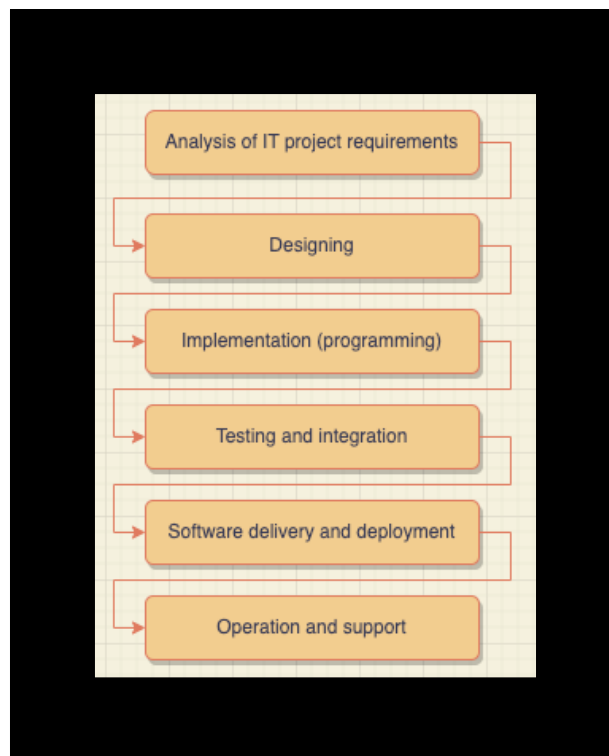 Analysis of IT project requirements
Designing
Implementation (programming)
Testing and integration
Software delivery and deployment
Operation and support